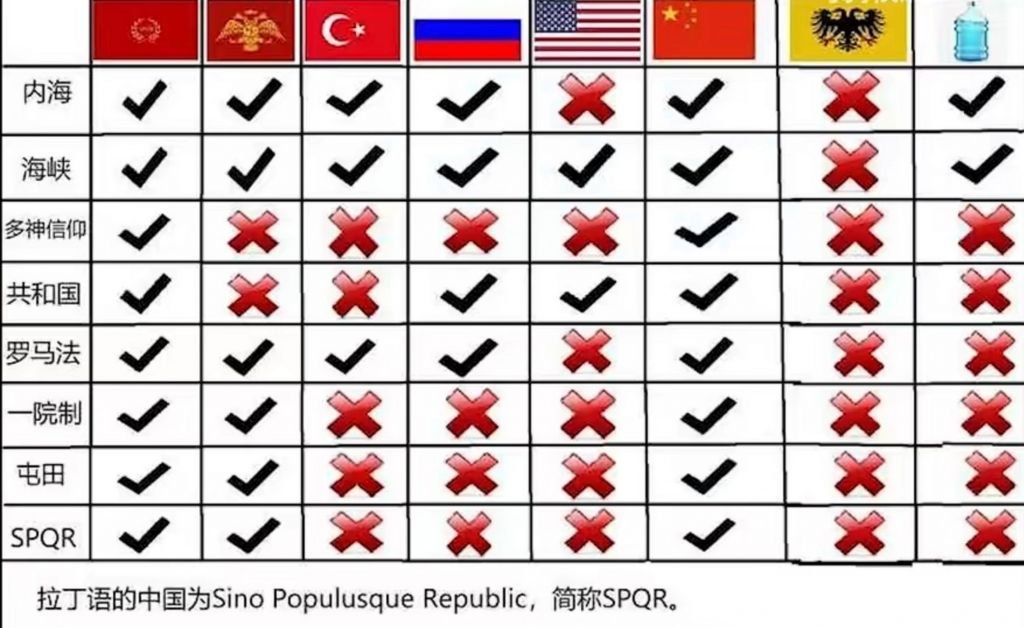 内海
海峡
多神信仰
共和国
罗马法
一院制
屯田
SPQR
拉丁语的中国为Sino Populusque Republic，简称SPQR。